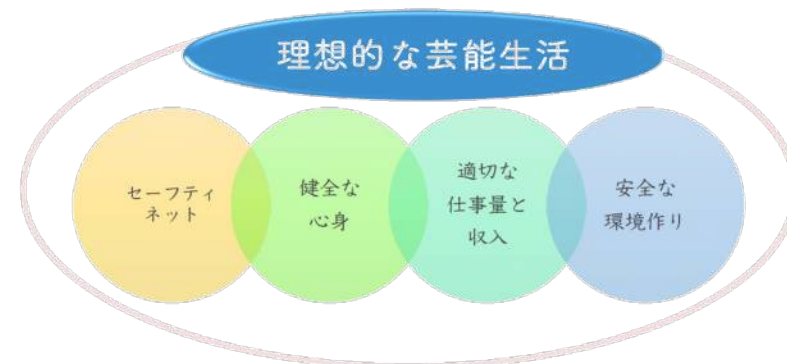 理想的な芸能生活
セーフティ
ネット
健全な
心身
適切な
仕事量と
収入
安全な
環境作り